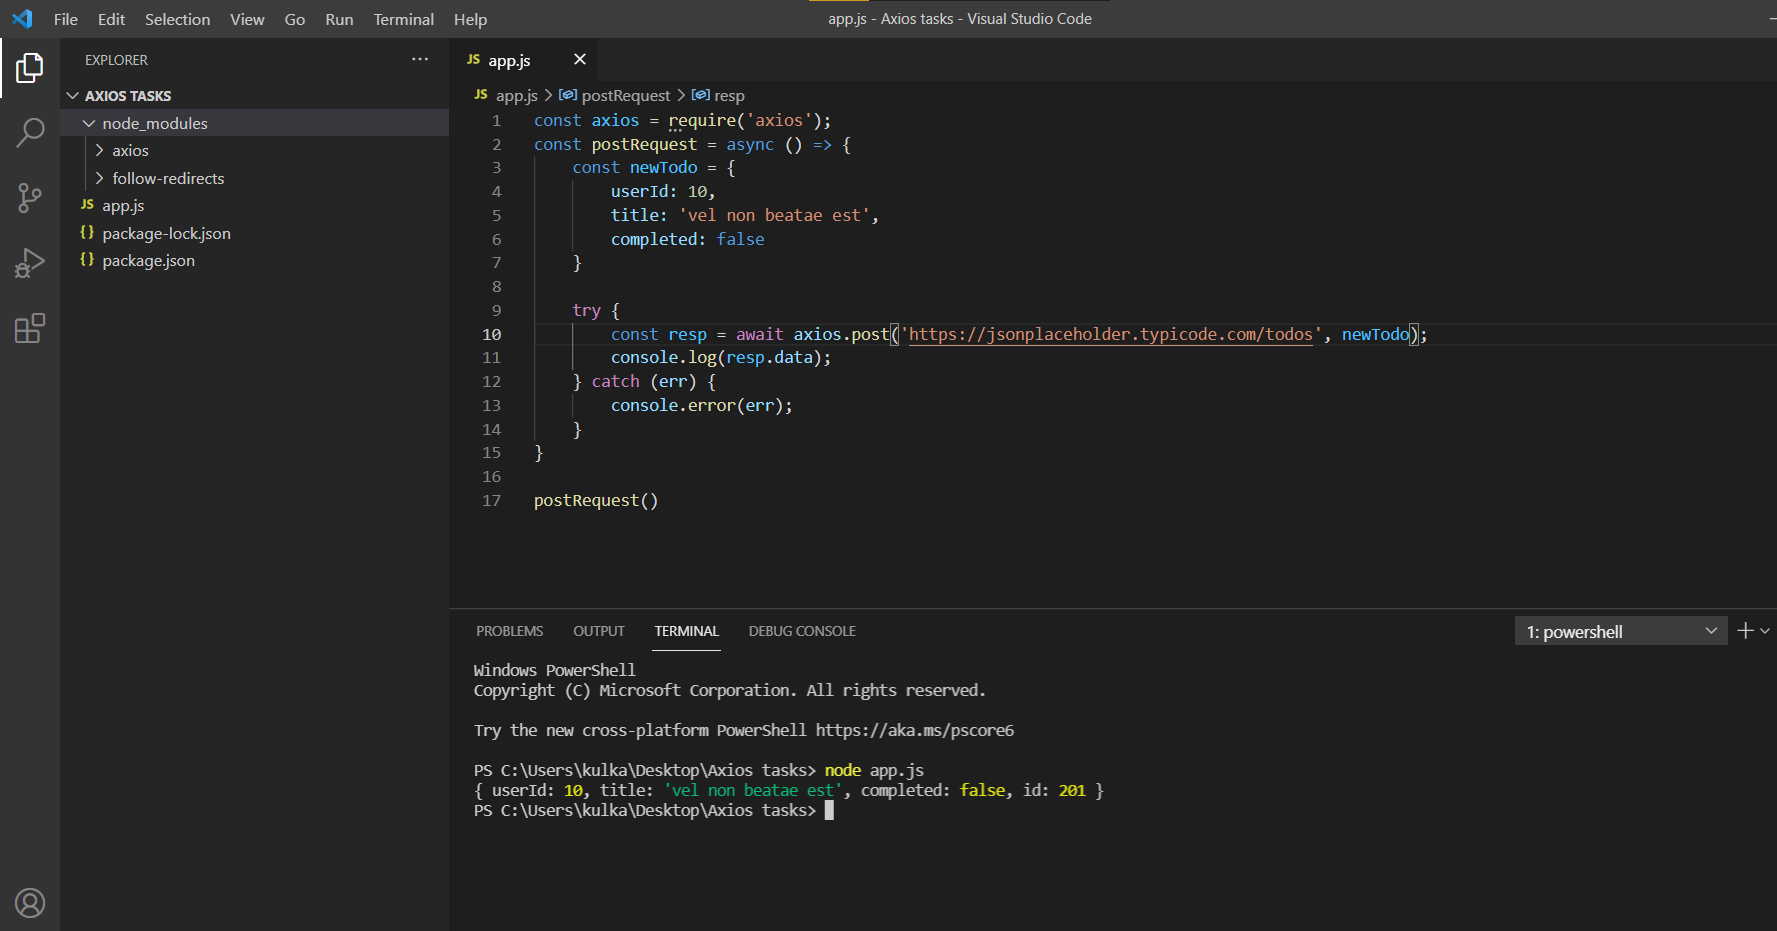 File Edit Selection View Go Run Terminal Help
app.js - Axios tasks - Visual Studio Code
EXPLORER
AXIOS TASKS
node_modules
axios
follow-redirects
JS app.js
{} package-lock.json
{} package.json
JS app.js
JS app.js > postRequest > resp
1 const axios = require('axios');
2 const postRequest = async () => {
3 const newTodo = {
4 userId: 10,
5 title: 'vel non beatae est',
6 completed: false
7 }
8
9 try {
10 const resp = await axios.post('https://jsonplaceholder.typicode.com/todos', newTodo);
11 console.log(resp.data);
12 } catch (err) {
13 console.error(err);
14 }
15 }
16
17 postRequest()
PROBLEMS OUTPUT TERMINAL DEBUG CONSOLE
1: powershell
Windows PowerShell
Copyright (C) Microsoft Corporation. All rights reserved.
Try the new cross-platform PowerShell https://aka.ms/pscore6
PS C:\Users\kulka\Desktop\Axios tasks> node app.js
{ userId: 10, title: 'vel non beatae est', completed: false, id: 201 }
PS C:\Users\kulka\Desktop\Axios tasks>